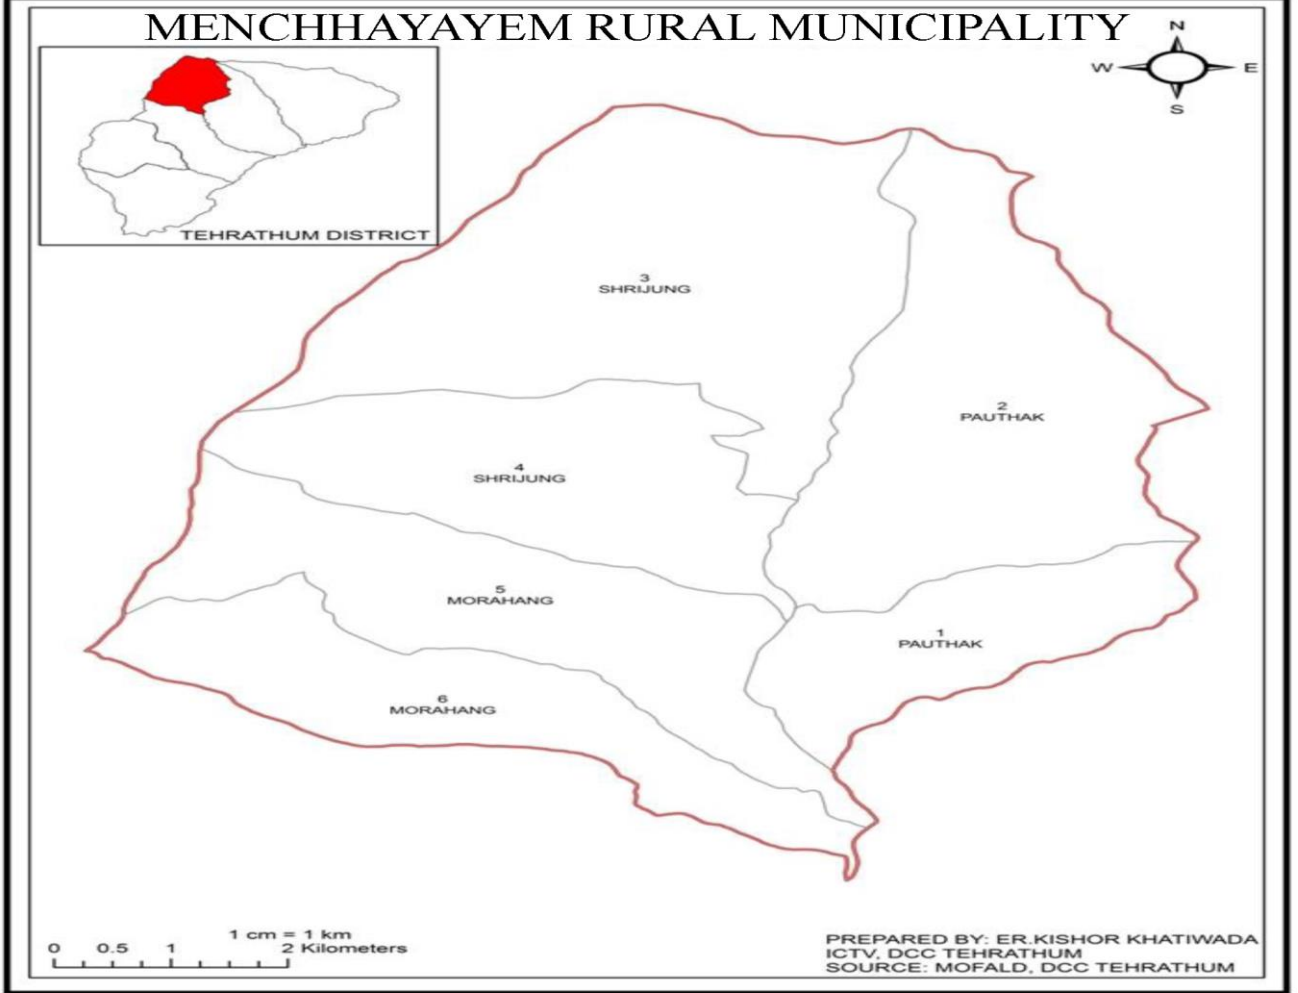 MENCHHAYAYEM RURAL MUNICIPALITY
N
W
E
S
TEHRATHUM DISTRICT
3
SHRIJUNG
2
PAUTHAK
4
SHRIJUNG
5
MORAHANG
1
PAUTHAK
6
MORAHANG
1 cm = 1 km
0 0.5 1 2 Kilometers
PREPARED BY: ER.KISHOR KHATIWADA
ICTV, DCC TEHRATHUM
SOURCE: MOFALD, DCC TEHRATHUM